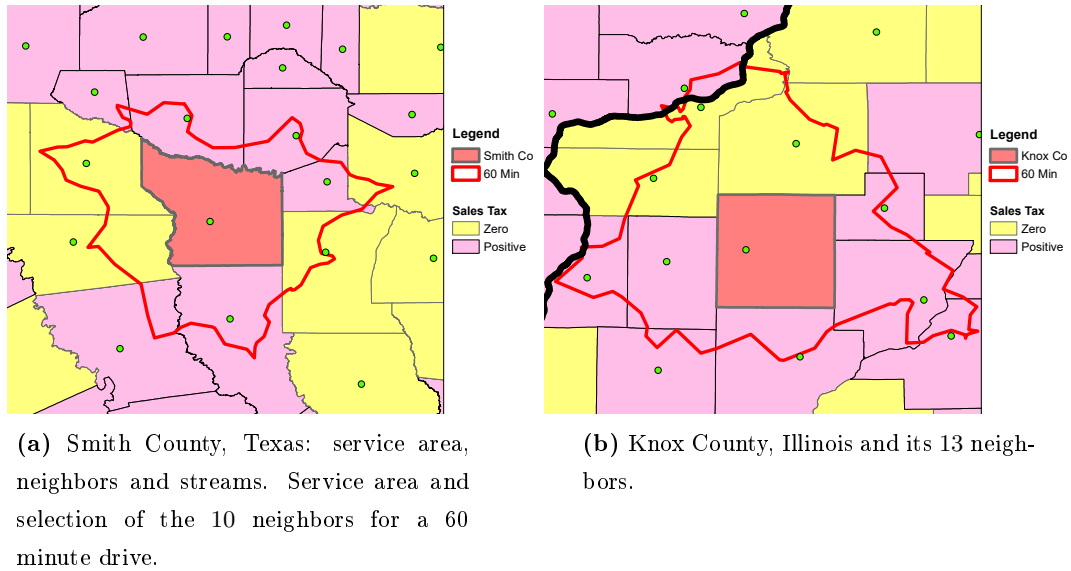 Legend
Smith Co
60 Min
Sales Tax
Zero
Positive
Legend
Knox Co
60 Min
Sales Tax
Zero
Positive
(a) Smith County, Texas: service area,
neighbors and streams. Service area and
selection of the 10 neighbors for a 60
minute drive.
(b) Knox County, Illinois and its 13 neigh-
bors.